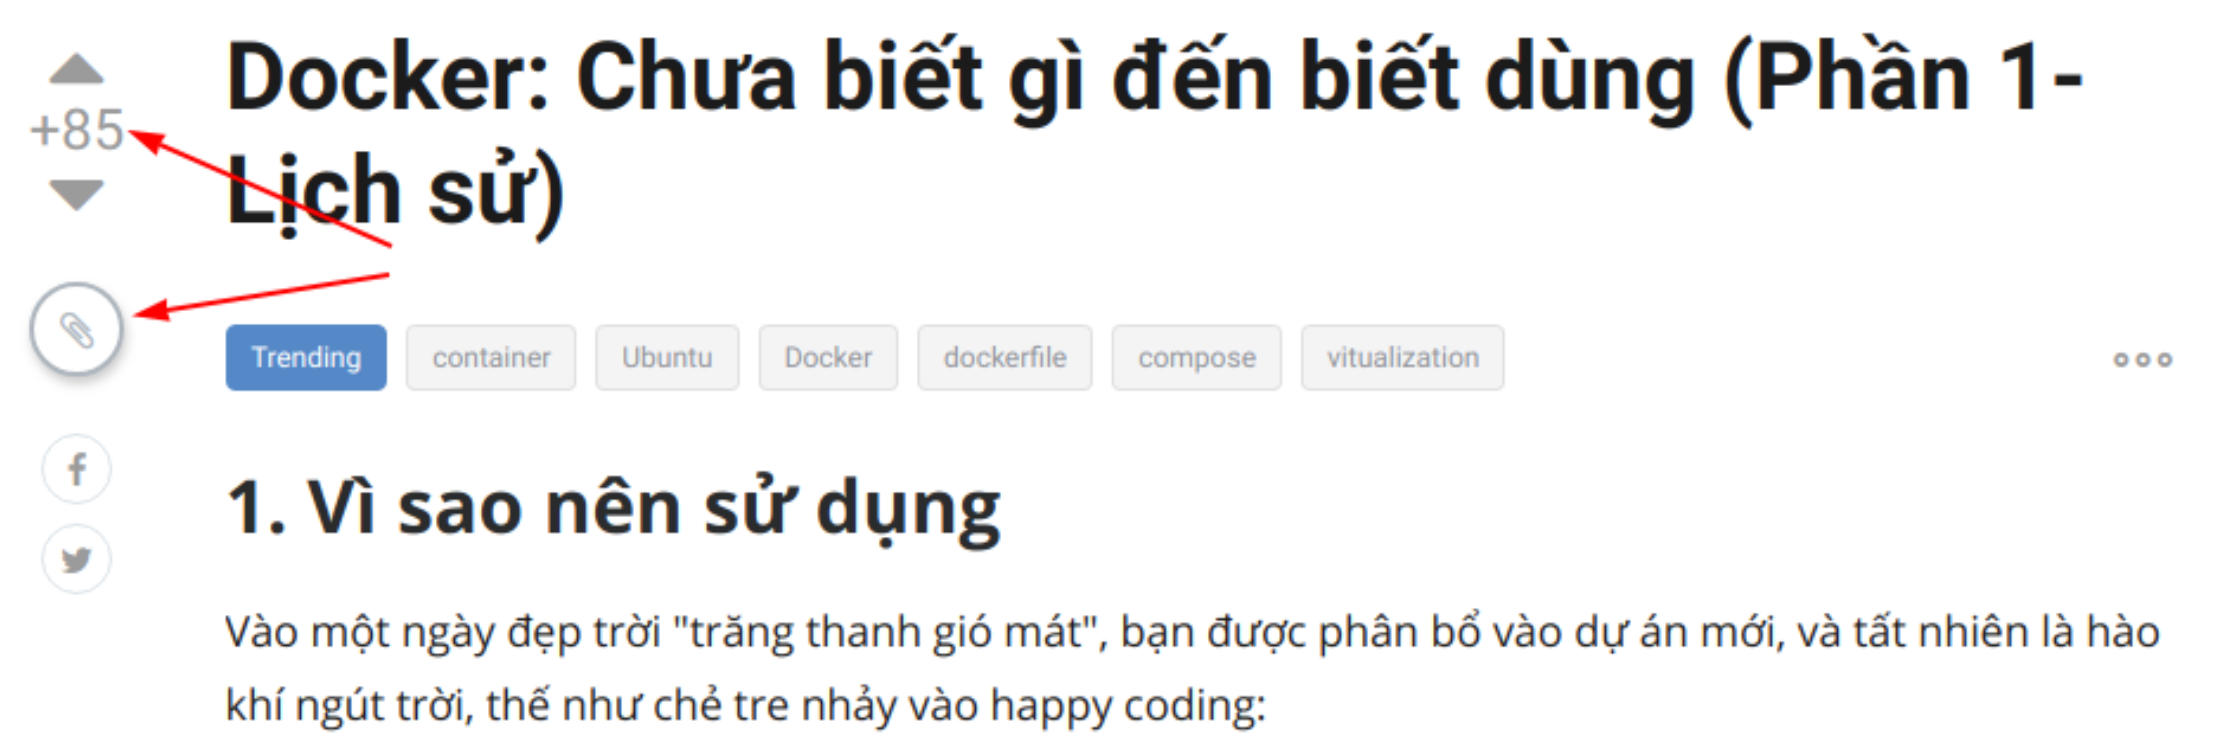 Docker: Chưa biết gì đến biết dùng (Phần 1-
Lịch sử)
+85
Trending
container
Ubuntu
Docker
dockerfile
compose
vitualization
1. Vì sao nên sử dụng
Vào một ngày đẹp trời "trăng thanh gió mát", bạn được phân bổ vào dự án mới, và tất nhiên là hào
khí ngút trời, thế như chẻ tre nhảy vào happy coding: